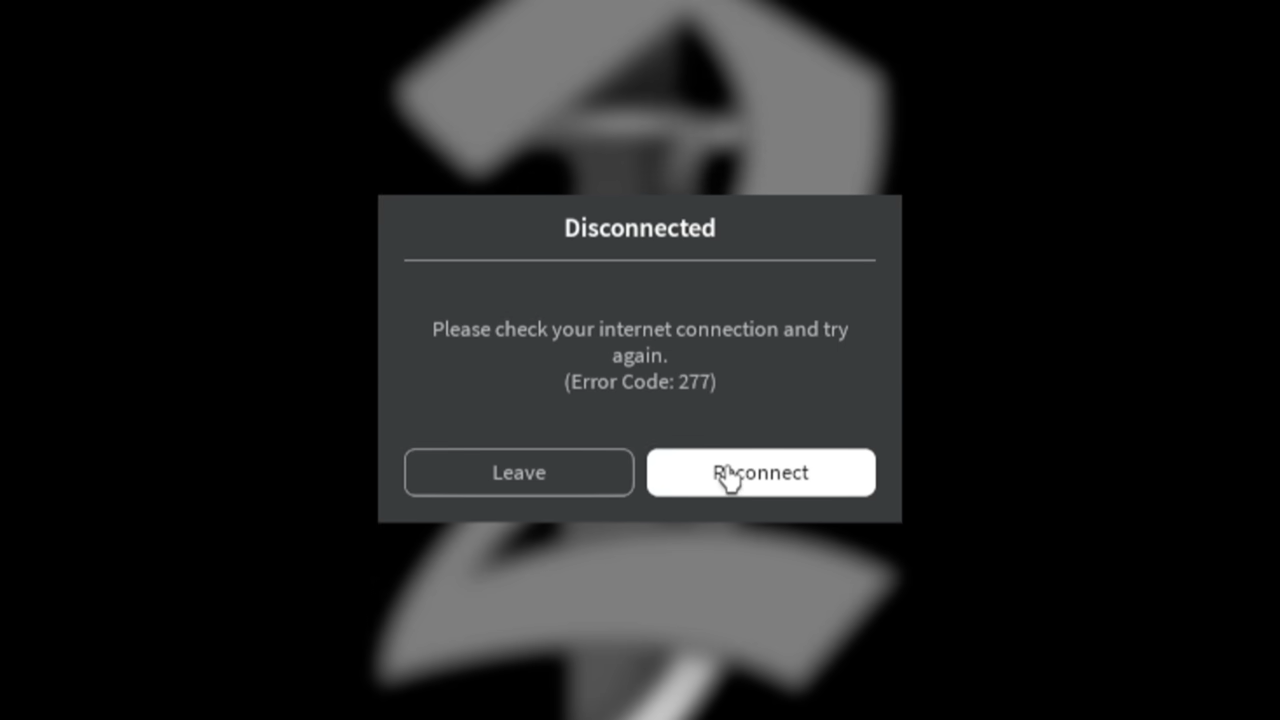 Disconnected
Please check your internet connection and try
again.
(Error Code: 277)
Leave
Reconnect